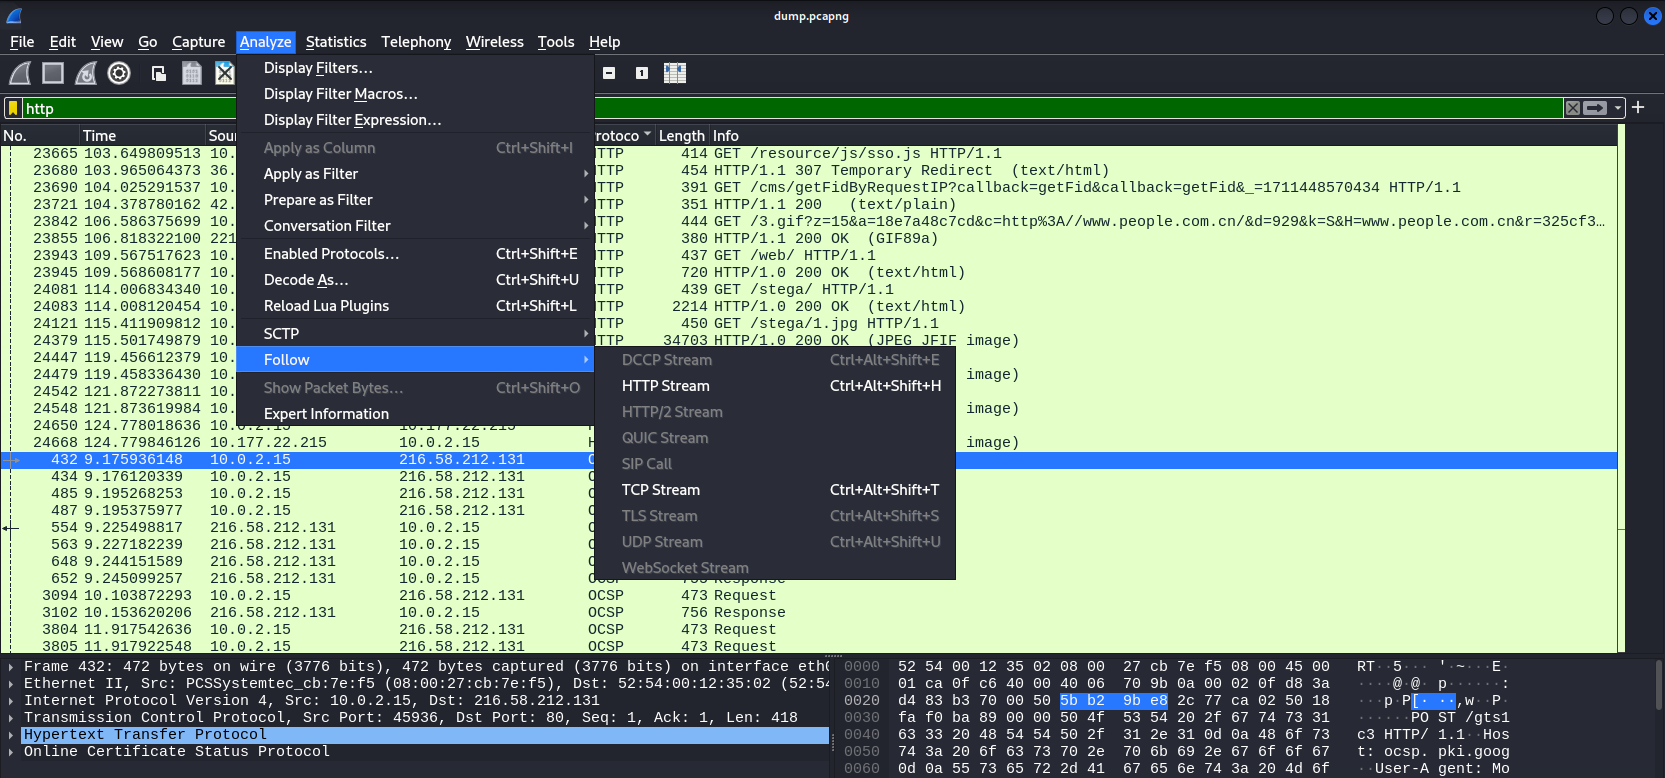 dump.pcapng
File Edit View Go Capture Analyze Statistics Telephony Wireless Tools Help
Display Filters…
Display Filter Macros…
Display Filter Expression…
Apply as Column Ctrl+Shift+I
Apply as Filter
Prepare as Filter
Conversation Filter
Enabled Protocols… Ctrl+Shift+E
Decode As… Ctrl+Shift+U
Reload Lua Plugins Ctrl+Shift+L
SCTP
Follow
Show Packet Bytes… Ctrl+Shift+O
Expert Information
DCCP Stream Ctrl+Alt+Shift+E
HTTP Stream Ctrl+Alt+Shift+H
HTTP/2 Stream
QUIC Stream
SIP Call
TCP Stream Ctrl+Alt+Shift+T
TLS Stream Ctrl+Alt+Shift+S
UDP Stream Ctrl+Alt+Shift+U
WebSocket Stream
http
No. Time Sour rotoco Length Info
23665 103.649809513 10. TTP 414 GET /resource/js/sso.js HTTP/1.1
23680 103.965064373 36. TTP 454 HTTP/1.1 307 Temporary Redirect (text/html)
23690 104.025291537 10. TTP 391 GET /cms/getFidByRequestIP?callback=getFid&callback=getFid&_=1711448570434 HTTP/1.1
23721 104.378780162 42. TTP 351 HTTP/1.1 200 (text/plain)
23842 106.586375699 10. TTP 444 GET /3.gif?z=15&a=18e7a48c7cd&c=http%3A//www.people.com.cn/&d=929&k=S&H=www.people.com.cn&r=325cf3…
23855 106.818322100 221 TTP 380 HTTP/1.1 200 OK (GIF89a)
23943 109.567517623 10. TTP 437 GET /web/ HTTP/1.1
23945 109.568608177 10. TTP 720 HTTP/1.0 200 OK (text/html)
24081 114.006834340 10. TTP 439 GET /stega/ HTTP/1.1
24083 114.008120454 10. TTP 2214 HTTP/1.0 200 OK (text/html)
24121 115.411909812 10. TTP 450 GET /stega/1.jpg HTTP/1.1
24379 115.501749879 10. TTP 34703 HTTP/1.0 200 OK (JPEG JFIF image)
24447 119.456612379 10.
24479 119.458336430 10. image)
24542 121.872273811 10.
24548 121.873619984 10. image)
24650 124.778018636 10.0.2.15 10.177.22.215
24668 124.779846126 10.177.22.215 10.0.2.15 H image)
432 9.175936148 10.0.2.15 216.58.212.131
434 9.176120339 10.0.2.15 216.58.212.131
485 9.195268253 10.0.2.15 216.58.212.131
487 9.195375977 10.0.2.15 216.58.212.131
554 9.225498817 216.58.212.131 10.0.2.15
563 9.227182239 216.58.212.131 10.0.2.15
648 9.244151589 216.58.212.131 10.0.2.15
652 9.245099257 216.58.212.131 10.0.2.15 Response
3094 10.103872293 10.0.2.15 216.58.212.131 OCSP 473 Request
3102 10.153620206 216.58.212.131 10.0.2.15 OCSP 756 Response
3804 11.917542636 10.0.2.15 216.58.212.131 OCSP 473 Request
3805 11.917922548 10.0.2.15 216.58.212.131 OCSP 473 Request
Frame 432: 472 bytes on wire (3776 bits), 472 bytes captured (3776 bits) on interface eth0
Ethernet II, Src: PCSSystemtec_cb:7e:f5 (08:00:27:cb:7e:f5), Dst: 52:54:00:12:35:02 (52:54
Internet Protocol Version 4, Src: 10.0.2.15, Dst: 216.58.212.131
Transmission Control Protocol, Src Port: 45936, Dst Port: 80, Seq: 1, Ack: 1, Len: 418
Hypertext Transfer Protocol
Online Certificate Status Protocol
0000 52 54 00 12 35 02 08 00 27 cb 7e f5 08 00 45 00 RT··5···'·~···E·
0010 01 ca 0f c6 40 00 40 06 70 9b 0a 00 02 0f d8 3a ····@·@·p······:
0020 d4 83 b3 70 00 50 5b b2 9b e8 2c 77 ca 02 50 18 ···p·P[···,w··P·
0030 fa f0 ba 89 00 00 50 4f 53 54 20 2f 67 74 73 31 ······PO ST /gts1
0040 63 33 20 48 54 54 50 2f 31 2e 31 0d 0a 48 6f 73 c3 HTTP/ 1.1··Hos
0050 74 3a 20 6f 63 73 70 2e 70 6b 69 2e 67 6f 6f 67 t: ocsp. pki.goog
0060 0d 0a 55 73 65 72 2d 41 67 65 6e 74 3a 20 4d 6f ··User-A gent: Mo